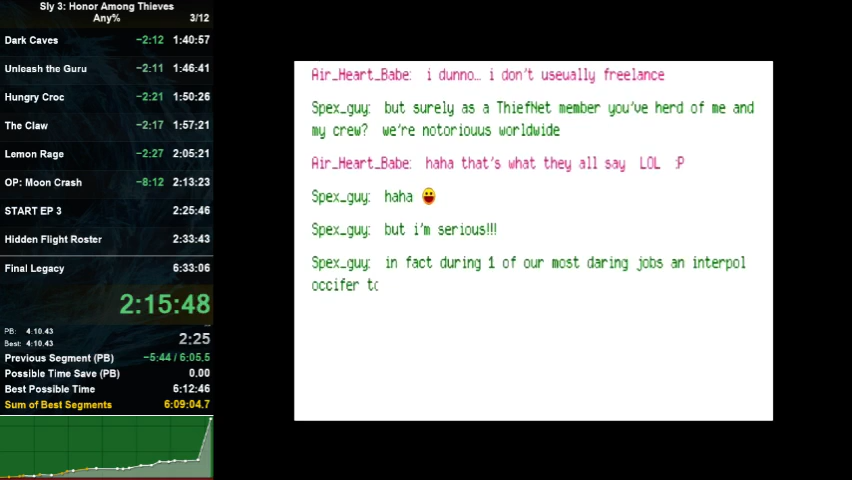 Sly 3: Honor Among Thieves
Any% 3/12
Dark Caves −2:12 1:40:57
Unleash the Guru −2:11 1:46:41
Hungry Croc −2:21 1:50:26
The Claw −2:17 1:57:21
Lemon Rage −2:27 2:05:21
OP: Moon Crash −8:12 2:13:23
START EP 3 2:25:46
Hidden Flight Roster 2:33:43
Final Legacy 6:33:06
2:15:48
PB: 4:10.43
Best: 4:10.43
2:25
Previous Segment (PB) −5:44 / 6:05.5
Possible Time Save (PB) 0.00
Best Possible Time 6:12:46
Sum of Best Segments 6:09:04.7
Air_Heart_Babe: i dunno... i don't useually freelance
Spex_guy: but surely as a ThiefNet member you've herd of me and
my crew? we're notoriuus worldwide
Air_Heart_Babe: haha that's what they all say LOL :P
Spex_guy: haha
Spex_guy: but i'm serious!!!
Spex_guy: in fact during 1 of our most daring jobs an interpol
occifer to